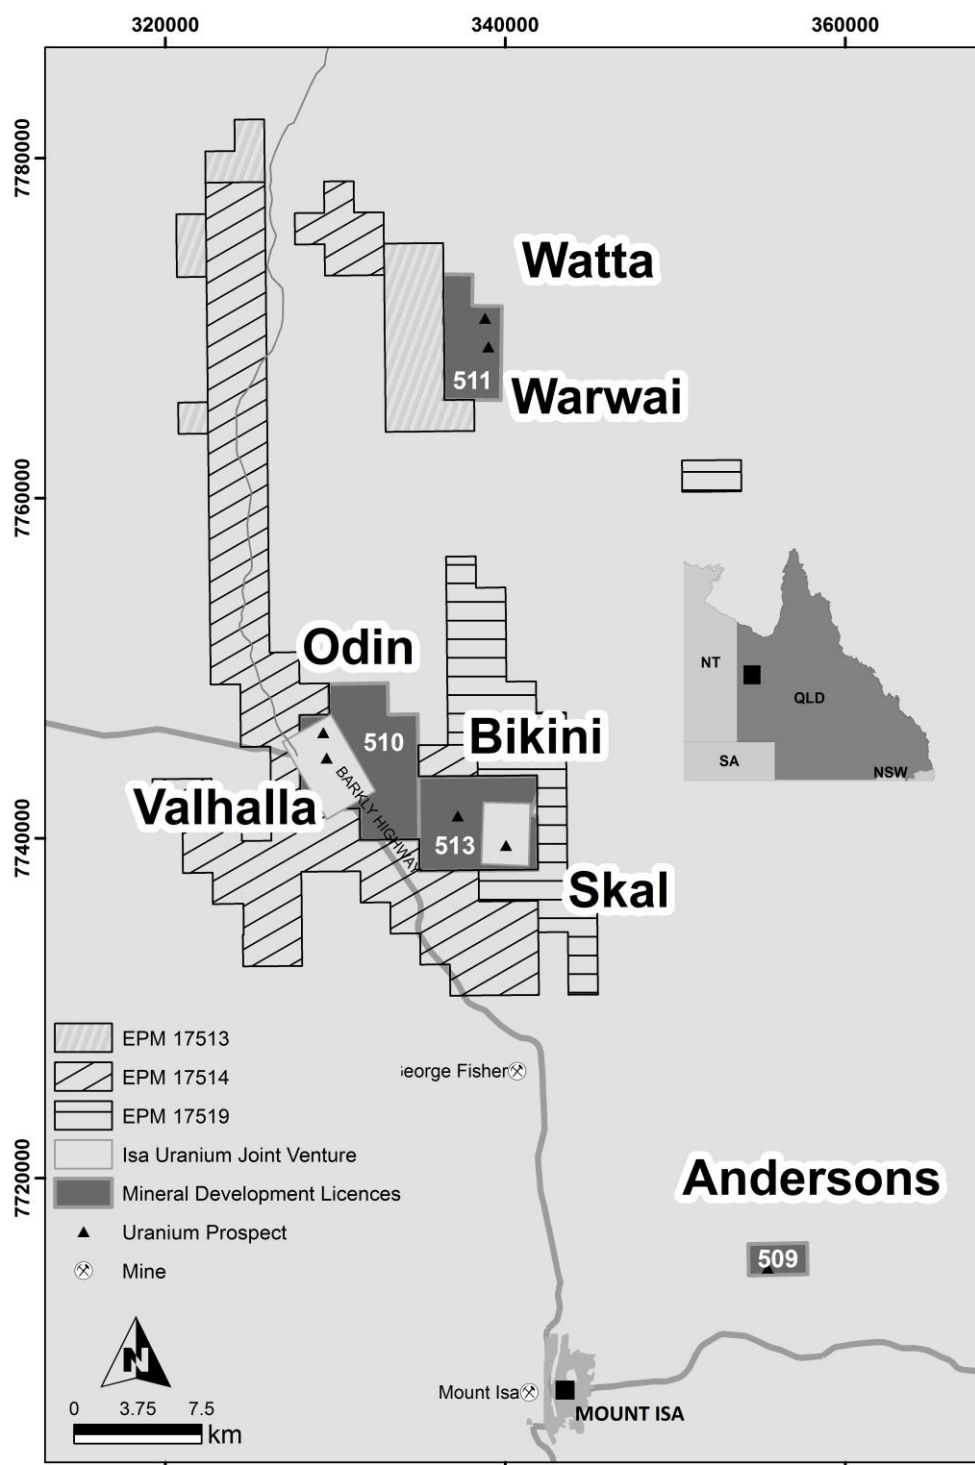 320000
340000
360000
7780000
7760000
7740000
7720000
Watta
511
Warwai
Odin
510
Bikini
BARKLY HIGHWAY
Valhalla
513
Skal
NT
QLD
SA
NSW
EPM 17513
EPM 17514
EPM 17519
Isa Uranium Joint Venture
Mineral Development Licences
Uranium Prospect
Mine
George Fisher
Andersons
509
N
0 3.75 7.5
km
Mount Isa
MOUNT ISA